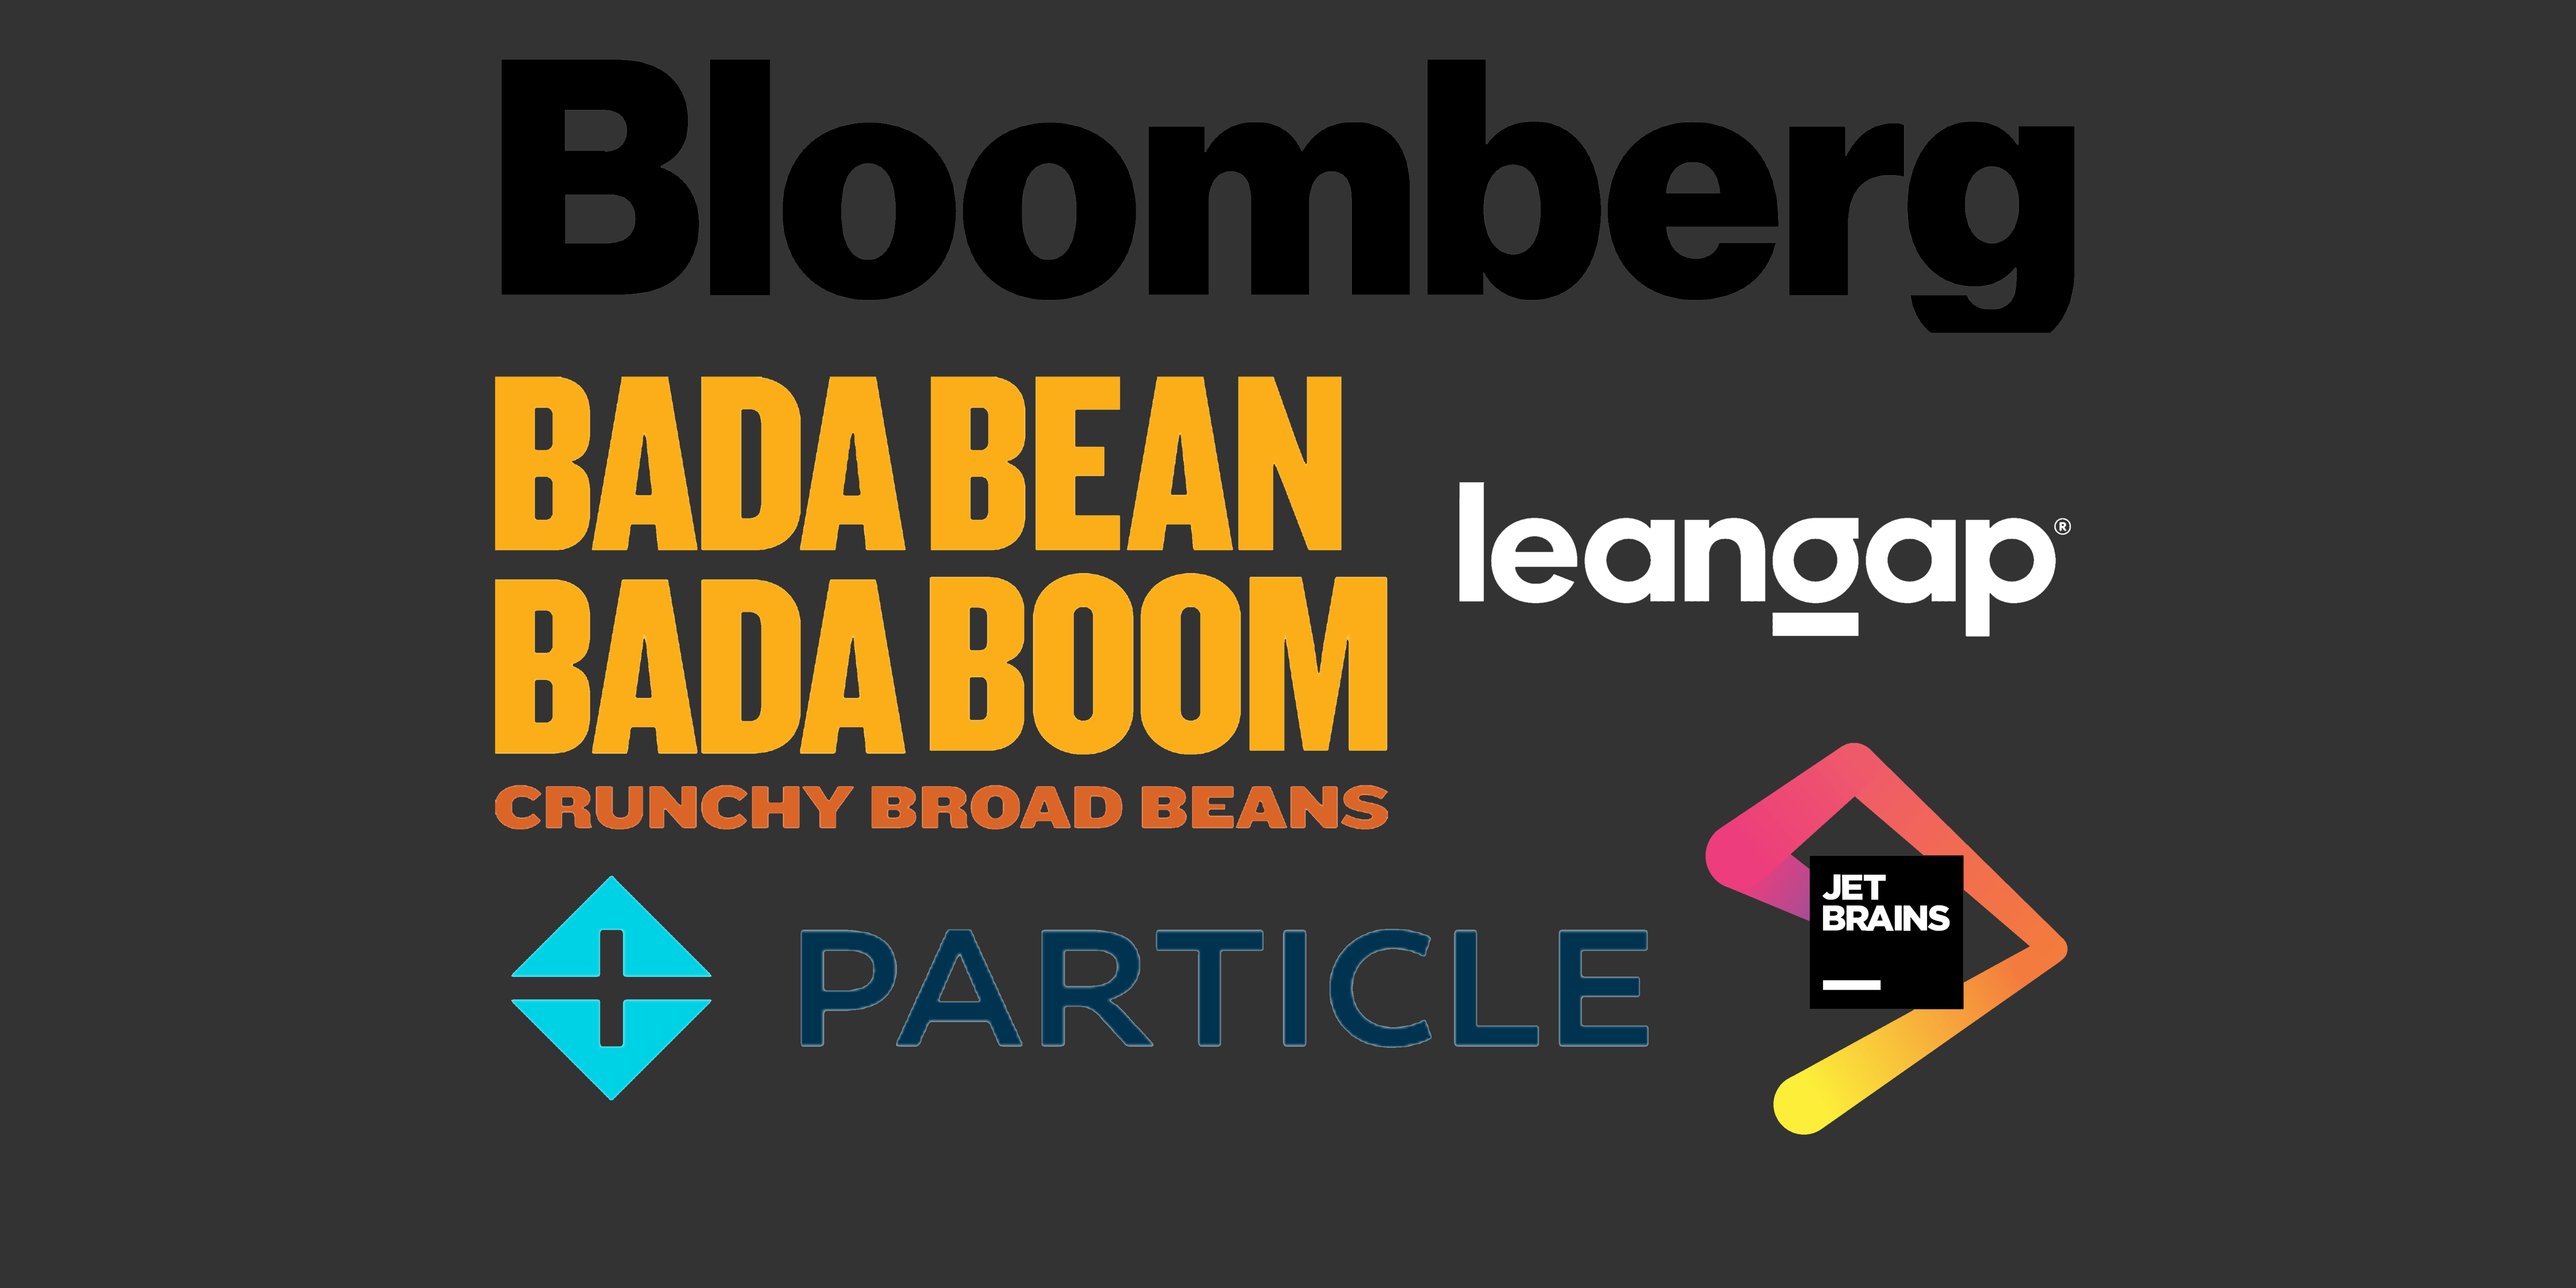 Bloomberg
BADA BEAN
BADA BOOM
CRUNCHY BROAD BEANS
leangap®
PARTICLE
JET
BRAINS